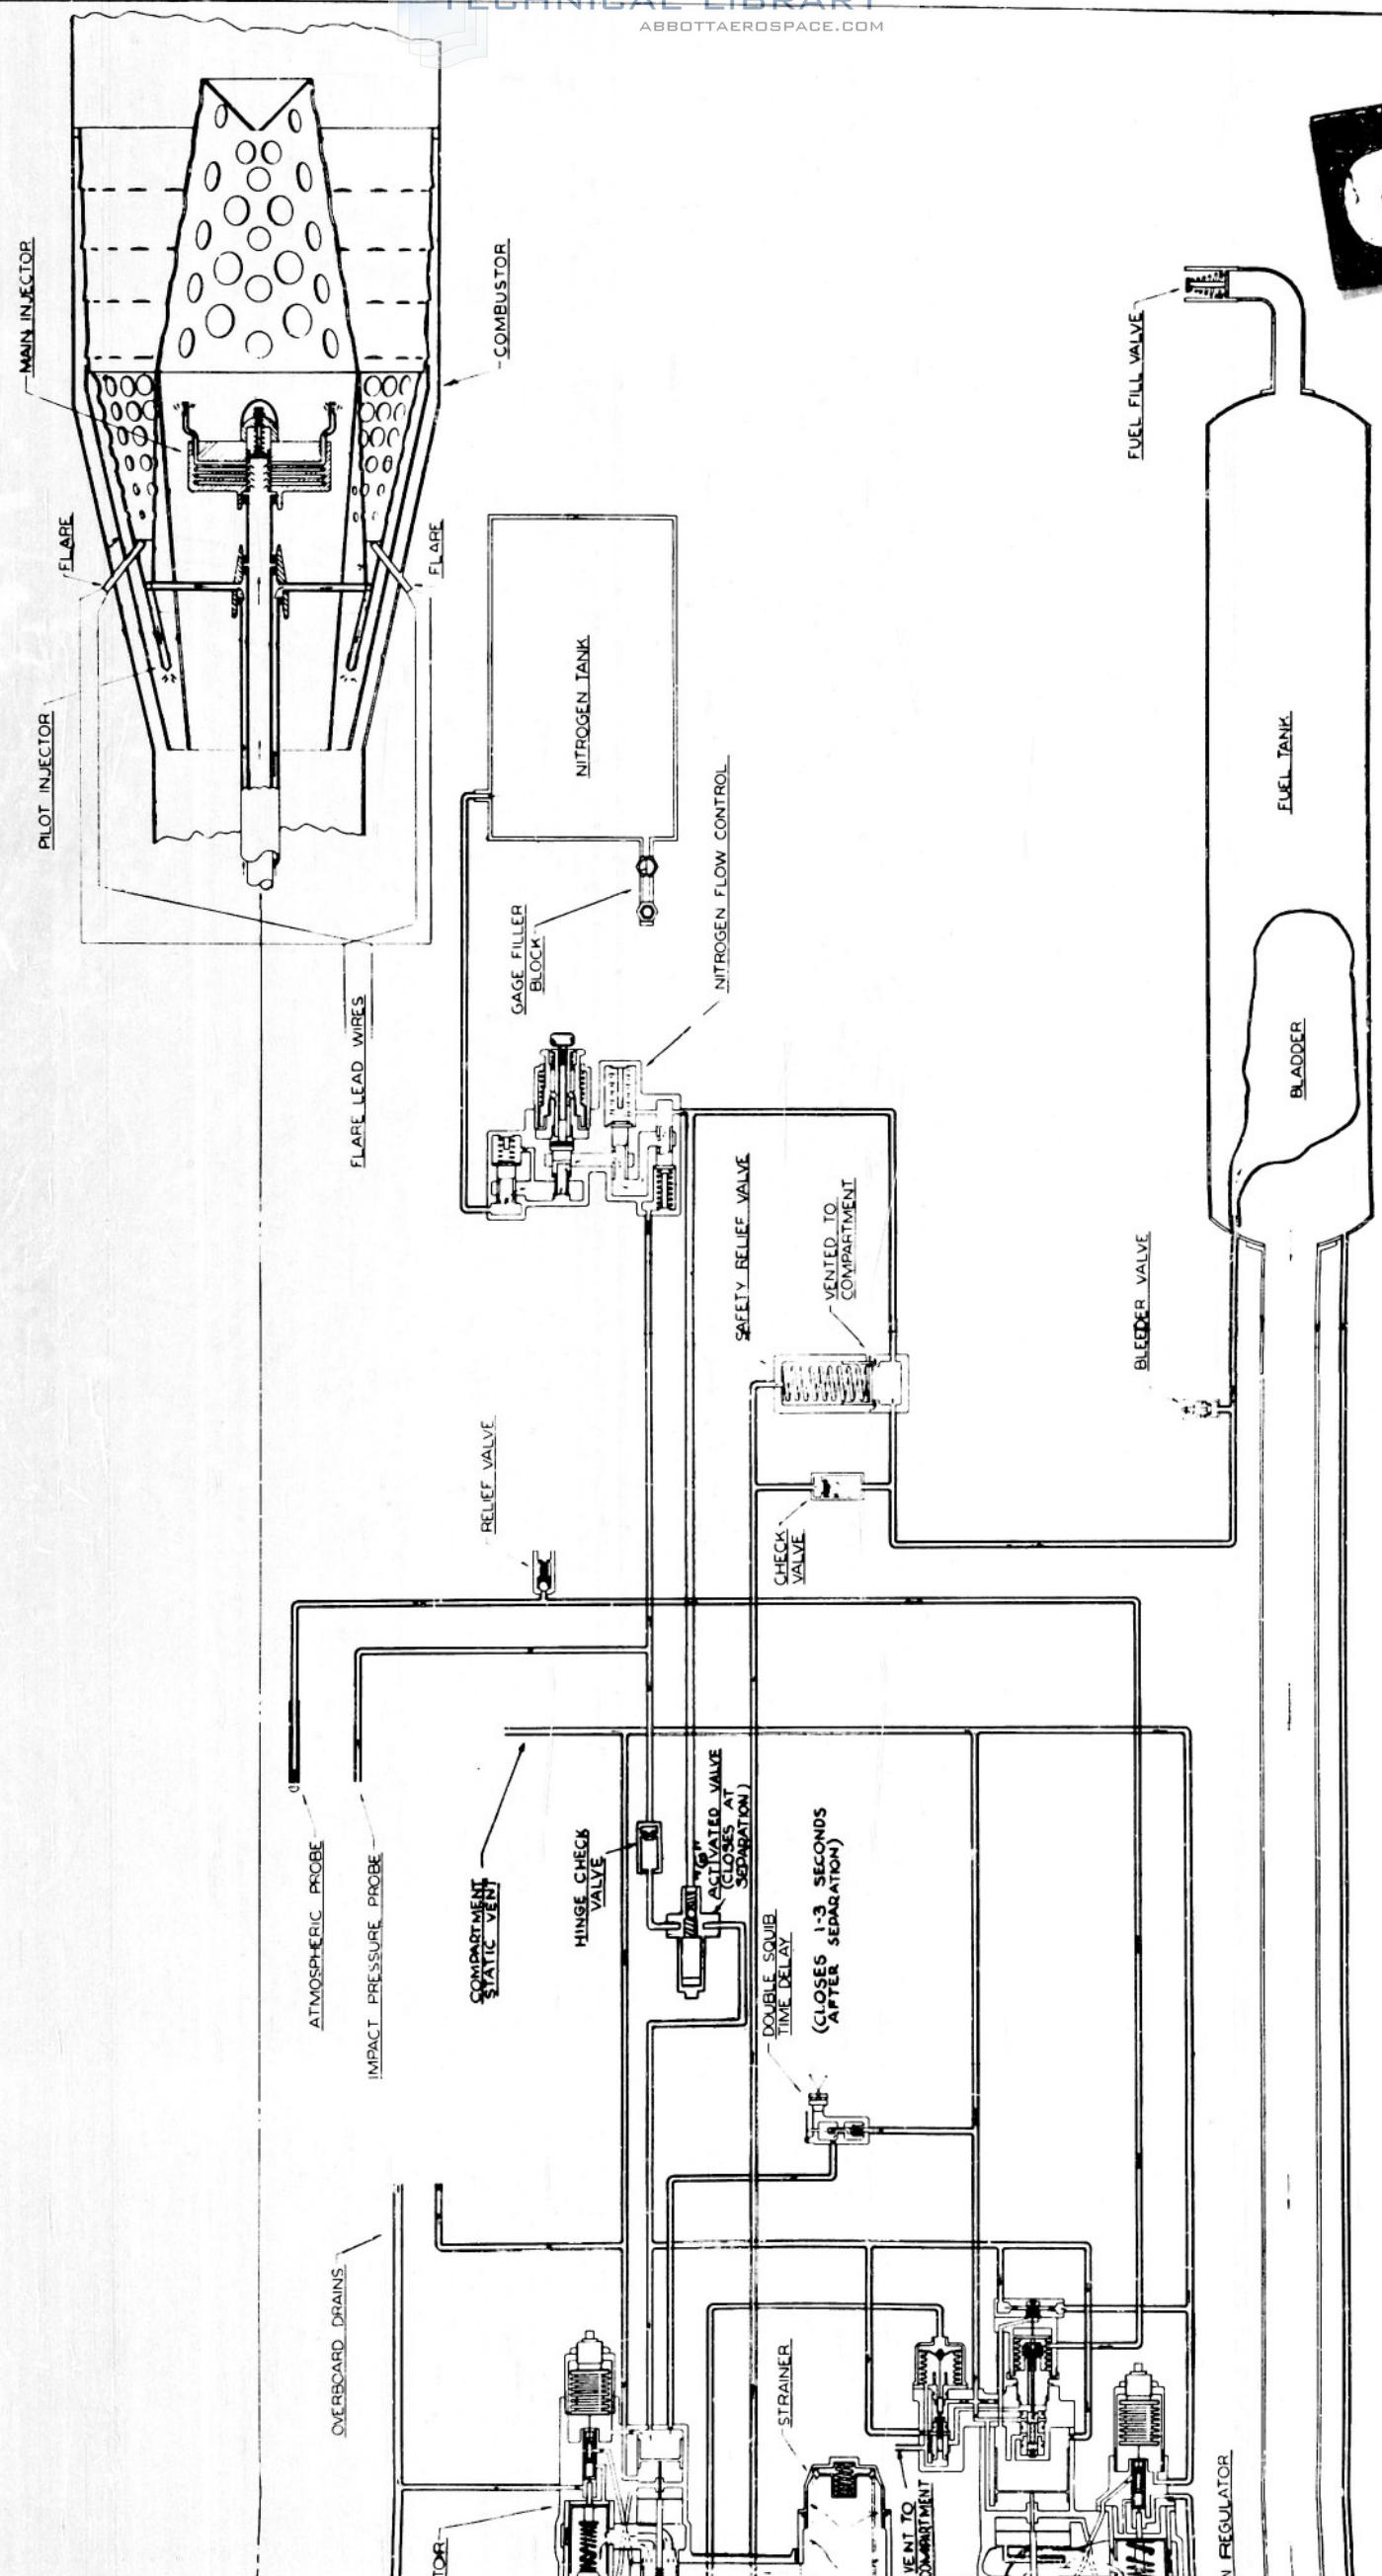 TECHNICAL LIBRARY
ABBOTTAEROSPACE.COM
MAIN INJECTOR
COMBUSTOR
FLARE
FLARE
PILOT INJECTOR
FUEL FILL VALVE
NITROGEN TANK
FUEL TANK
NITROGEN FLOW CONTROL
GAGE FILLER
BLOCK
FLARE LEAD WIRES
BLADDER
SAFETY RELIEF VALVE
VENTED TO
COMPARTMENT
BLEEDER VALVE
RELIEF VALVE
CHECK
VALVE
ATMOSPHERIC PROBE
IMPACT PRESSURE PROBE
COMPARTMENT
STATIC VENT
HINGE CHECK
VALVE
"G"
ACTIVATED VALVE
(CLOSES AT
SEPARATION)
DOUBLE SQUIB
TIME DELAY
(CLOSES 1-3 SECONDS
AFTER SEPARATION)
OVERBOARD DRAINS
STRAINER
VENT TO
COMPARTMENT
TOR
N REGULATOR